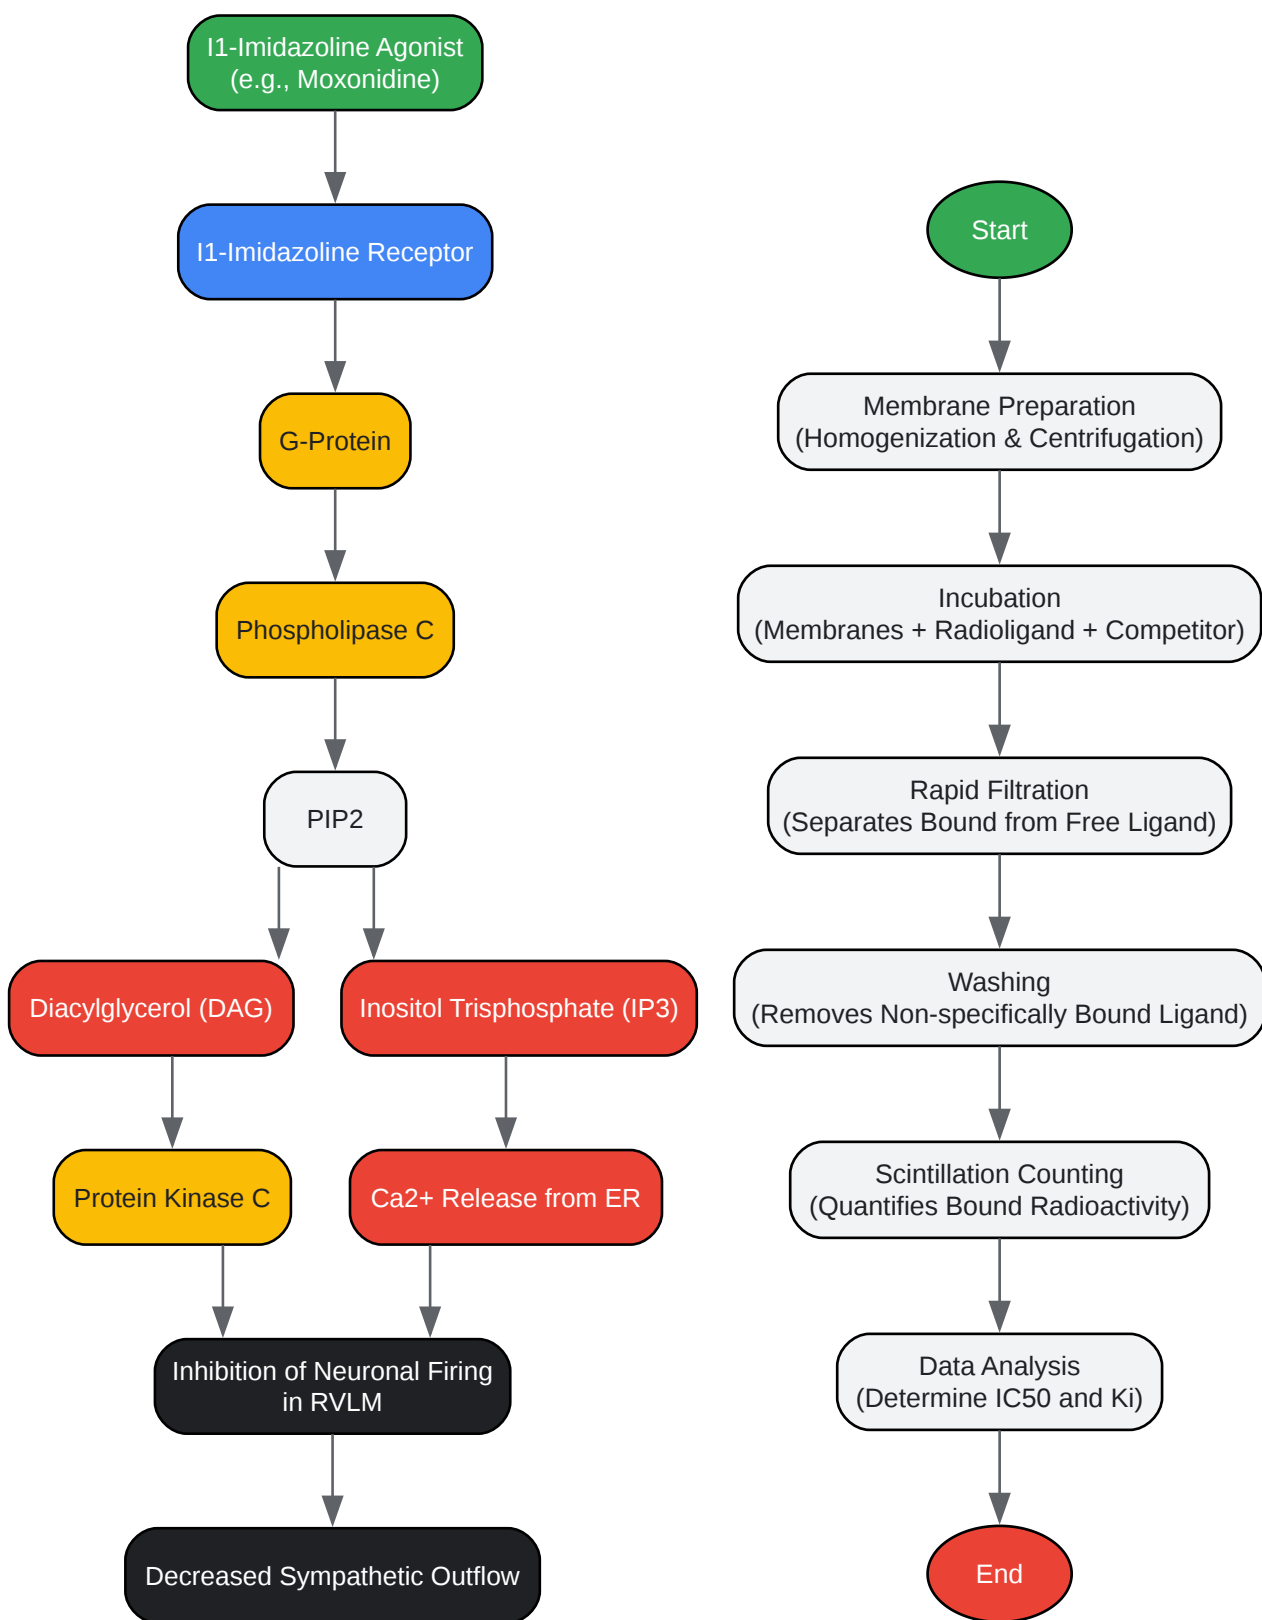 I1-Imidazoline Agonist
(e.g., Moxonidine)
I1-Imidazoline Receptor
G-Protein
Phospholipase C
PIP2
Diacylglycerol (DAG)
Inositol Trisphosphate (IP3)
Protein Kinase C
Ca2+ Release from ER
Inhibition of Neuronal Firing
in RVLM
Decreased Sympathetic Outflow
Start
Membrane Preparation
(Homogenization & Centrifugation)
Incubation
(Membranes + Radioligand + Competitor)
Rapid Filtration
(Separates Bound from Free Ligand)
Washing
(Removes Non-specifically Bound Ligand)
Scintillation Counting
(Quantifies Bound Radioactivity)
Data Analysis
(Determine IC50 and Ki)
End